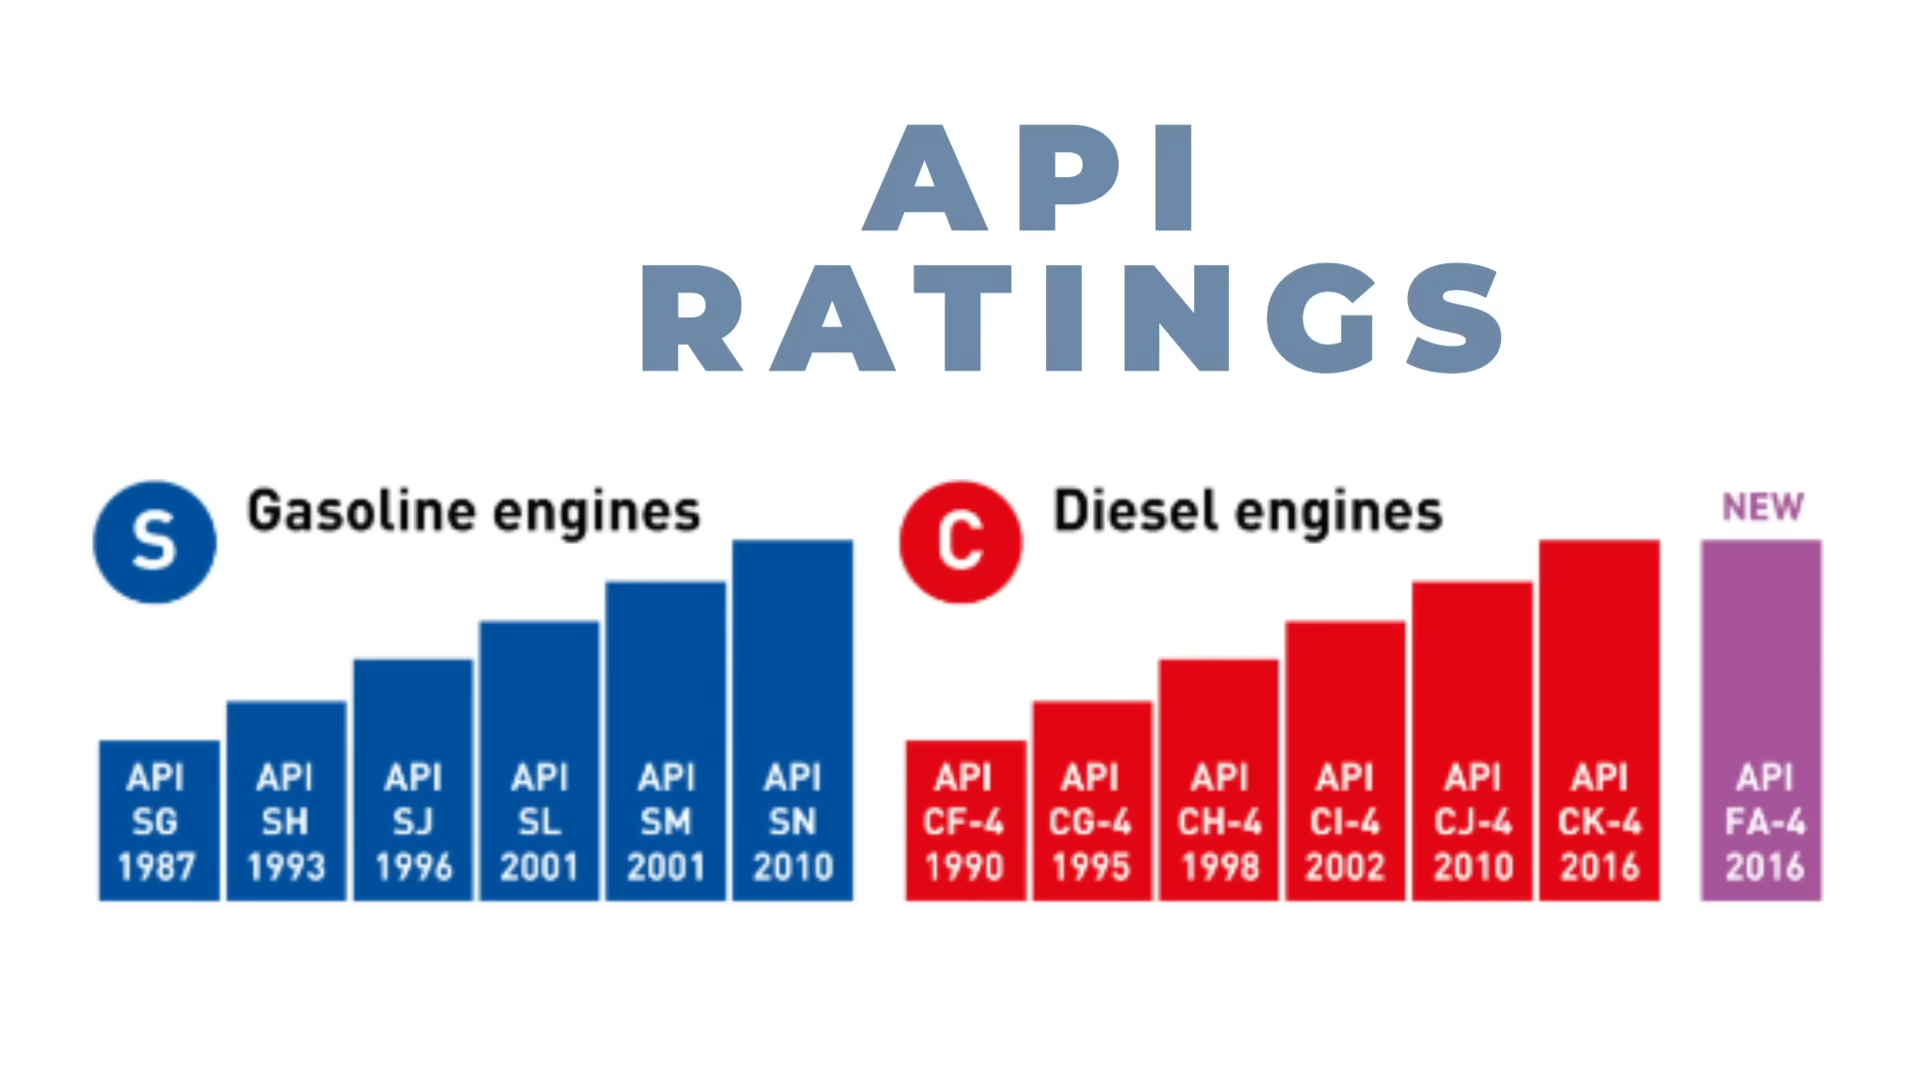 API
RATINGS
S
Gasoline engines
API
SG
1987
API
SH
1993
API
SJ
1996
API
SL
2001
API
SM
2001
API
SN
2010
C
Diesel engines
API
CF-4
1990
API
CG-4
1995
API
CH-4
1998
API
CI-4
2002
API
CJ-4
2010
API
CK-4
2016
NEW
API
FA-4
2016